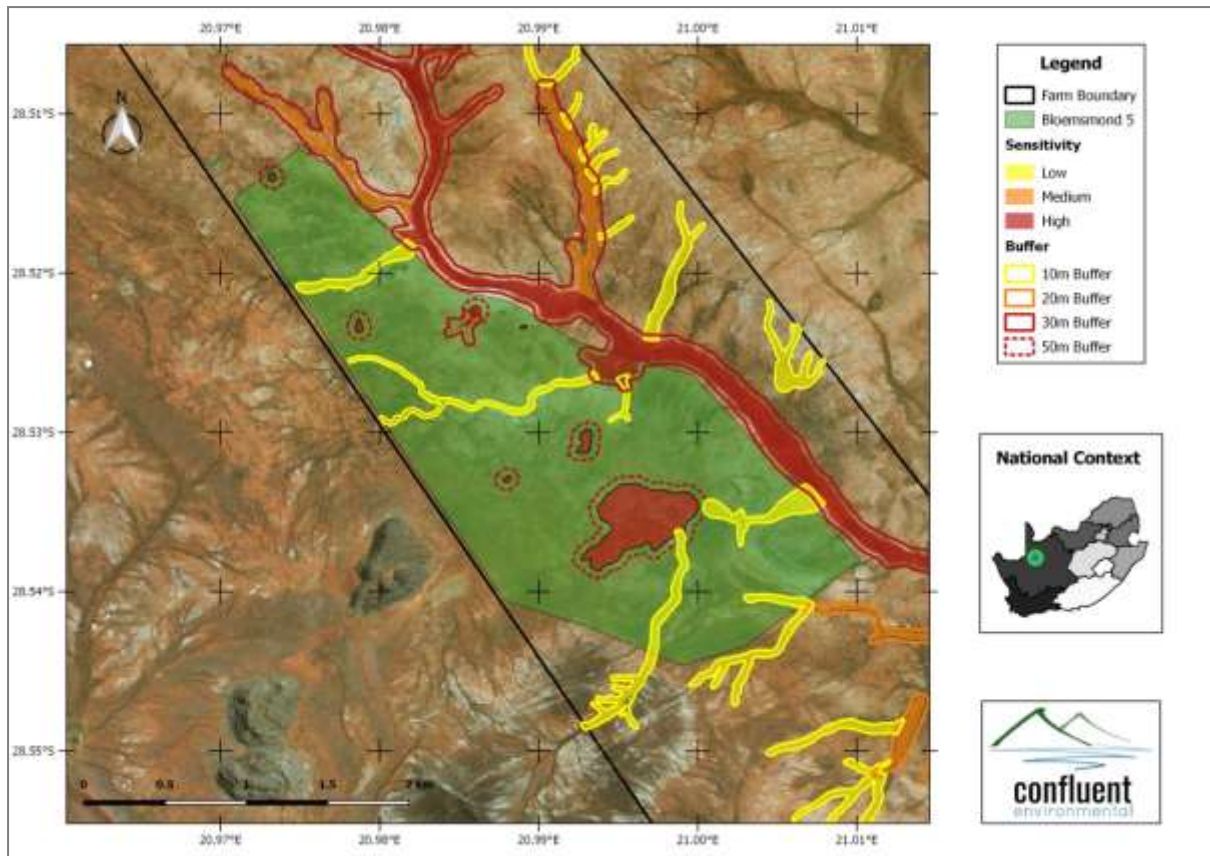 20.97°E 20.98°E 20.99°E 21.00°E 21.01°E
28.51°S
28.52°S
28.53°S
28.54°S
28.55°S
N
0 0.5 1 1.5 2 km
20.97°E 20.98°E 20.99°E 21.00°E 21.01°E
Legend
Farm Boundary
Bloemsmond 5
Sensitivity
Low
Medium
High
Buffer
10m Buffer
20m Buffer
30m Buffer
50m Buffer
National Context
confluent
environmental